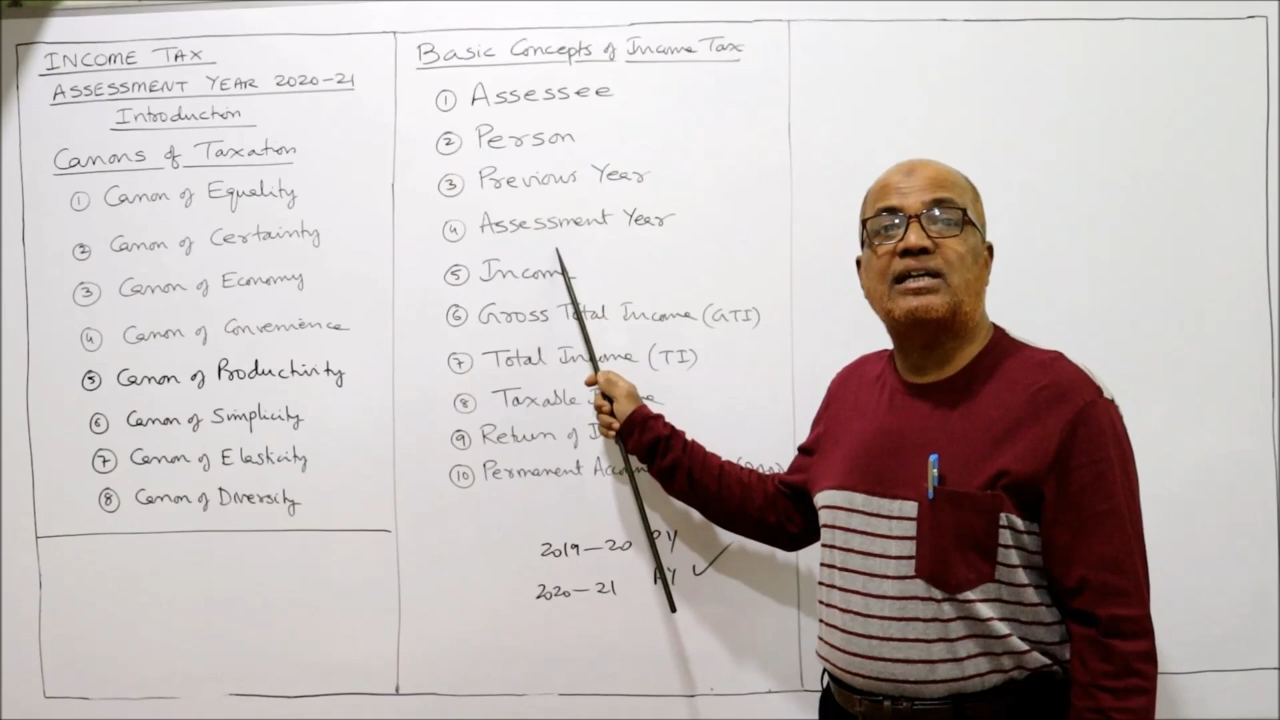 INCOME TAX
ASSESSMENT YEAR 2020-21
Introduction
Canons of Taxation
① Canon of Equality
② Canon of Certainty
③ Canon of Economy
④ Canon of Convenience
⑤ Canon of Productivity
⑥ Canon of Simplicity
⑦ Canon of Elasticity
⑧ Canon of Diversity
Basic Concepts of Income Tax
① Assessee
② Person
③ Previous Year
④ Assessment Year
⑤ Income
⑥ Gross Total Income (GTI)
⑦ Total Income (TI)
⑧ Taxable
⑨ Return of
⑩ Permanent
2019-20 PY
2020-21 AY ✓